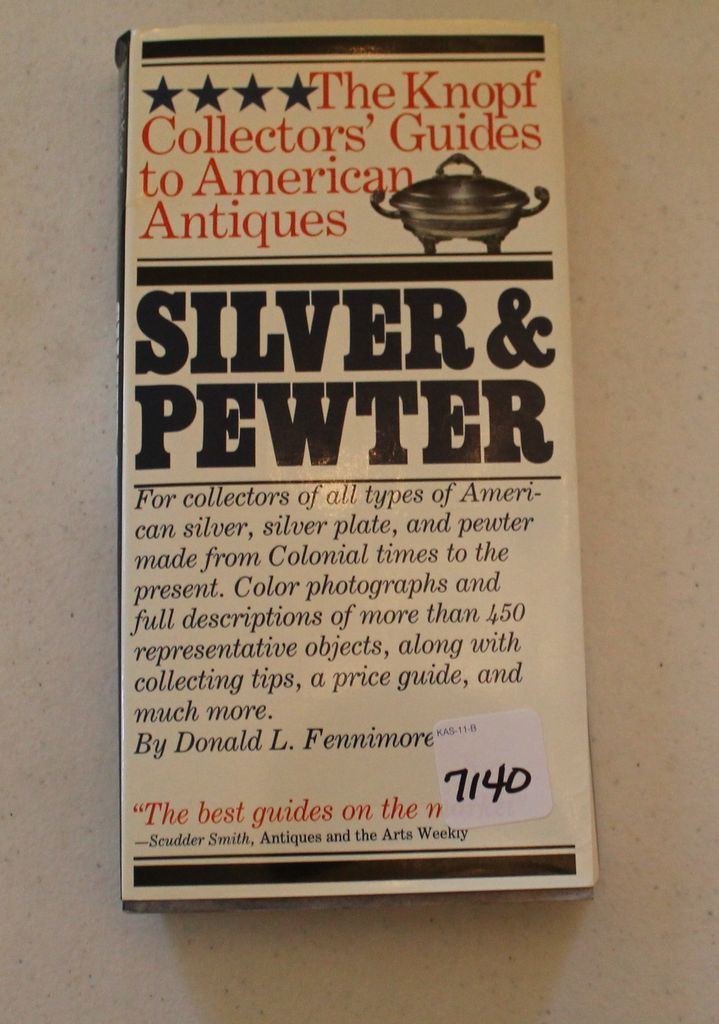 ★★★★The Knopf
Collectors' Guides
to American
Antiques
SILVER &
PEWTER
For collectors of all types of Ameri-
can silver, silver plate, and pewter
made from Colonial times to the
present. Color photographs and
full descriptions of more than 450
representative objects, along with
collecting tips, a price guide, and
much more.
By Donald L. Fennimore
KAS-11-B
7140
"The best guides on the
—Scudder Smith, Antiques and the Arts Weekly